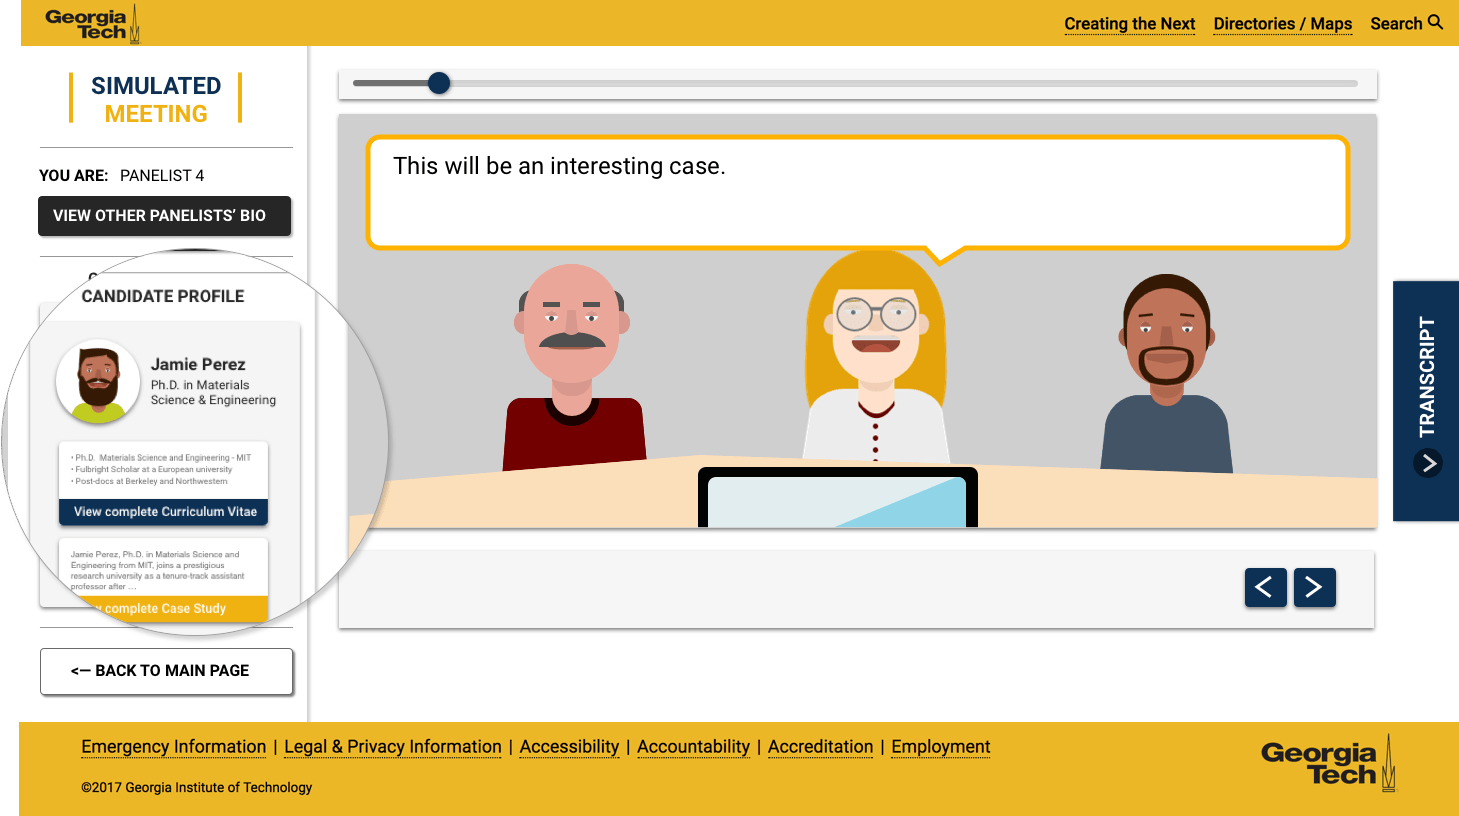 Georgia
Tech
Creating the Next
Directories / Maps
Search
SIMULATED
MEETING
YOU ARE: PANELIST 4
VIEW OTHER PANELISTS' BIO
CANDIDATE PROFILE
Jamie Perez
Ph.D. in Materials
Science & Engineering
• Ph.D. Materials Science and Engineering - MIT
• Fulbright Scholar at a European university
• Post-docs at Berkeley and Northwestern
View complete Curriculum Vitae
Jamie Perez, Ph.D. in Materials Science and
Engineering from MIT, joins a prestigious
research university as a tenure-track assistant
professor after ...
complete Case Study
<— BACK TO MAIN PAGE
This will be an interesting case.
TRANSCRIPT
Emergency Information | Legal & Privacy Information | Accessibility | Accountability | Accreditation | Employment
©2017 Georgia Institute of Technology
Georgia
Tech